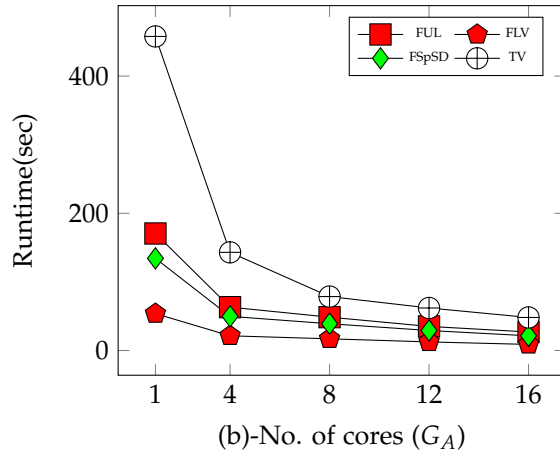 FUL FLV
FSpSD TV
400
200
0
Runtime(sec)
1 4 8 12 16
(b)-No. of cores (G_A)